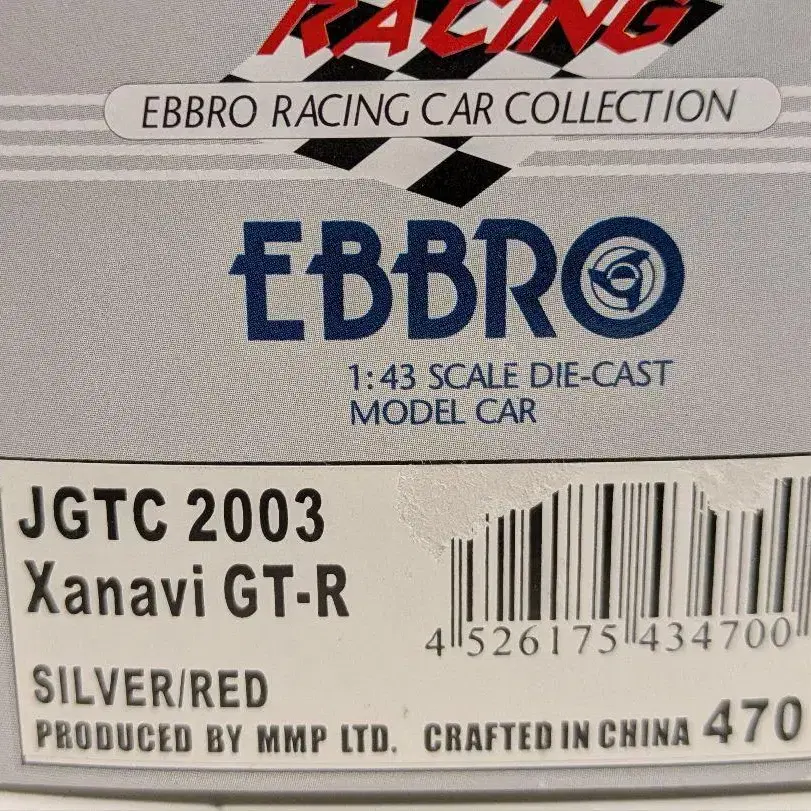 RACING
EBBRO RACING CAR COLLECTION
EBBRO
1:43 SCALE DIE-CAST
MODEL CAR
JGTC 2003
Xanavi GT-R
4 526175 434700
SILVER/RED
PRODUCED BY MMP LTD. CRAFTED IN CHINA 470